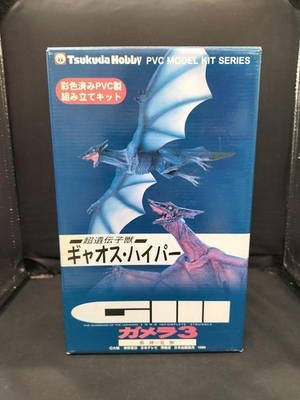 Tsukuda Hobby PVC MODEL KIT SERIES
彩色済みPVC製
組み立てキット
超遺伝子獣
ギャオス・ハイパー
GIII
ガメラ3